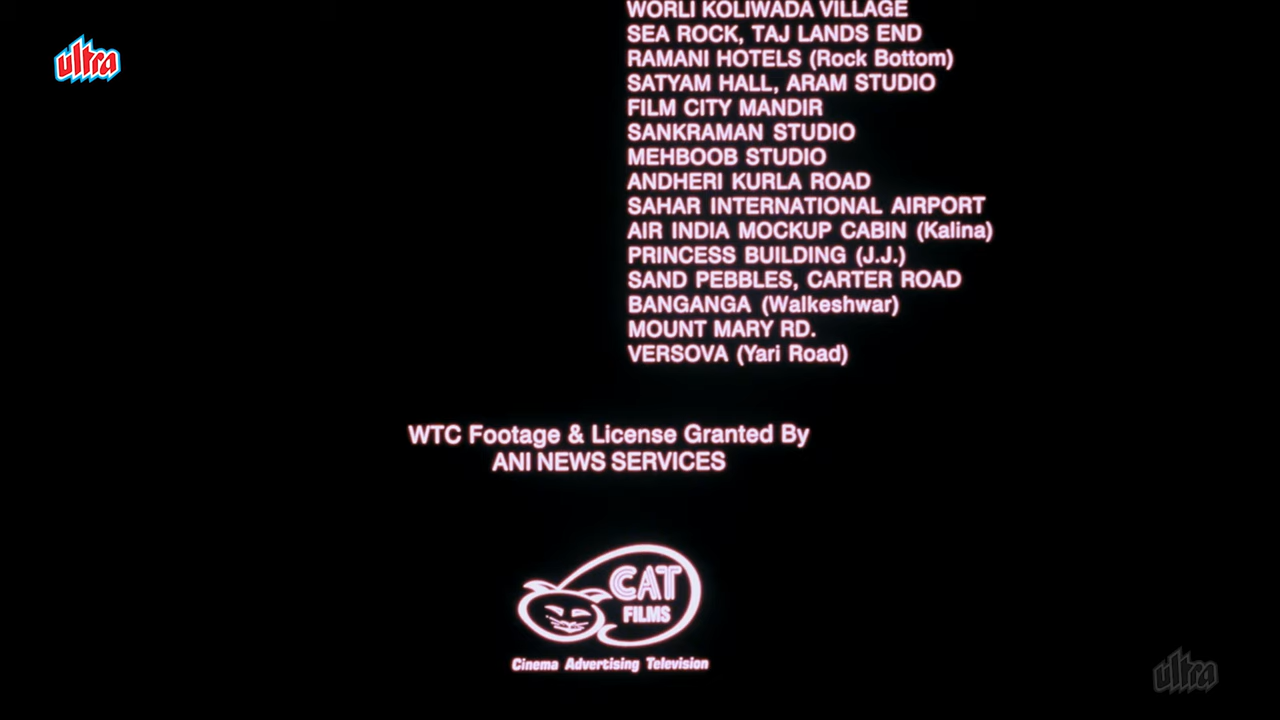 WORLI KOLIWADA VILLAGE
ultra
SEA ROCK, TAJ LANDS END
RAMANI HOTELS (Rock Bottom)
SATYAM HALL, ARAM STUDIO
FILM CITY MANDIR
SANKRAMAN STUDIO
MEHBOOB STUDIO
ANDHERI KURLA ROAD
SAHAR INTERNATIONAL AIRPORT
AIR INDIA MOCKUP CABIN (Kalina)
PRINCESS BUILDING (J.J.)
SAND PEBBLES, CARTER ROAD
BANGANGA (Walkeshwar)
MOUNT MARY RD.
VERSOVA (Yari Road)
WTC Footage & License Granted By
ANI NEWS SERVICES
CAT
FILMS
Cinema Advertising Television
ultra